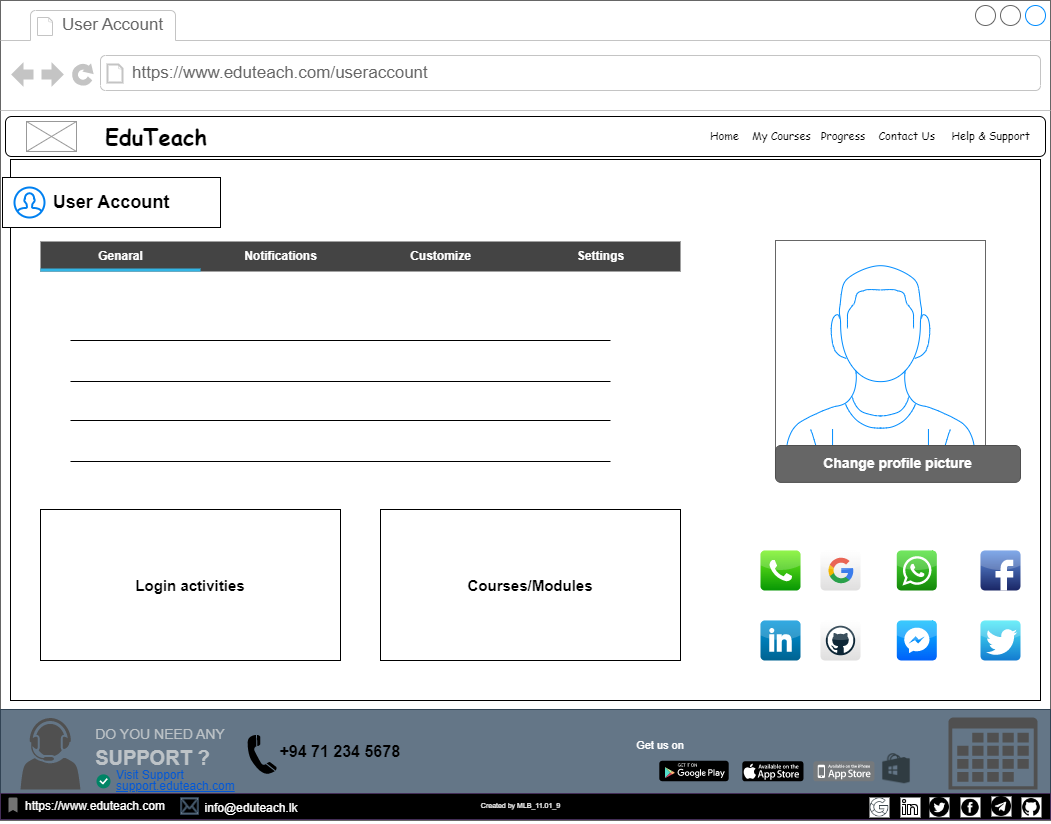 User Account
https://www.eduteach.com/useraccount
EduTeach
Home My Courses Progress Contact Us Help & Support
User Account
Genaral Notifications Customize Settings
Change profile picture
Login activities
Courses/Modules
in
DO YOU NEED ANY
SUPPORT ?
Visit Support
support.eduteach.com
+94 71 234 5678
Get us on
GET IT ON
Google Play
Available on the
App Store
Available on the iPhone
App Store
https://www.eduteach.com
info@eduteach.lk
Created by MLB_11.01_9
in